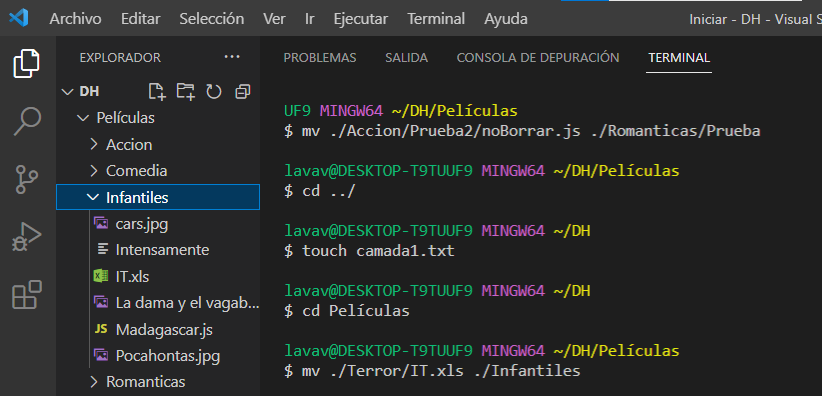 Archivo Editar Selección Ver Ir Ejecutar Terminal Ayuda Iniciar - DH - Visual S
EXPLORADOR ...
DH
Películas
Accion
Comedia
Infantiles
cars.jpg
Intensamente
IT.xls
La dama y el vagab...
JS Madagascar.js
Pocahontas.jpg
Romanticas
PROBLEMAS SALIDA CONSOLA DE DEPURACIÓN TERMINAL
UF9 MINGW64 ~/DH/Películas
$ mv ./Accion/Prueba2/noBorrar.js ./Romanticas/Prueba
lavav@DESKTOP-T9TUUF9 MINGW64 ~/DH/Películas
$ cd ../
lavav@DESKTOP-T9TUUF9 MINGW64 ~/DH
$ touch camada1.txt
lavav@DESKTOP-T9TUUF9 MINGW64 ~/DH
$ cd Películas
lavav@DESKTOP-T9TUUF9 MINGW64 ~/DH/Películas
$ mv ./Terror/IT.xls ./Infantiles